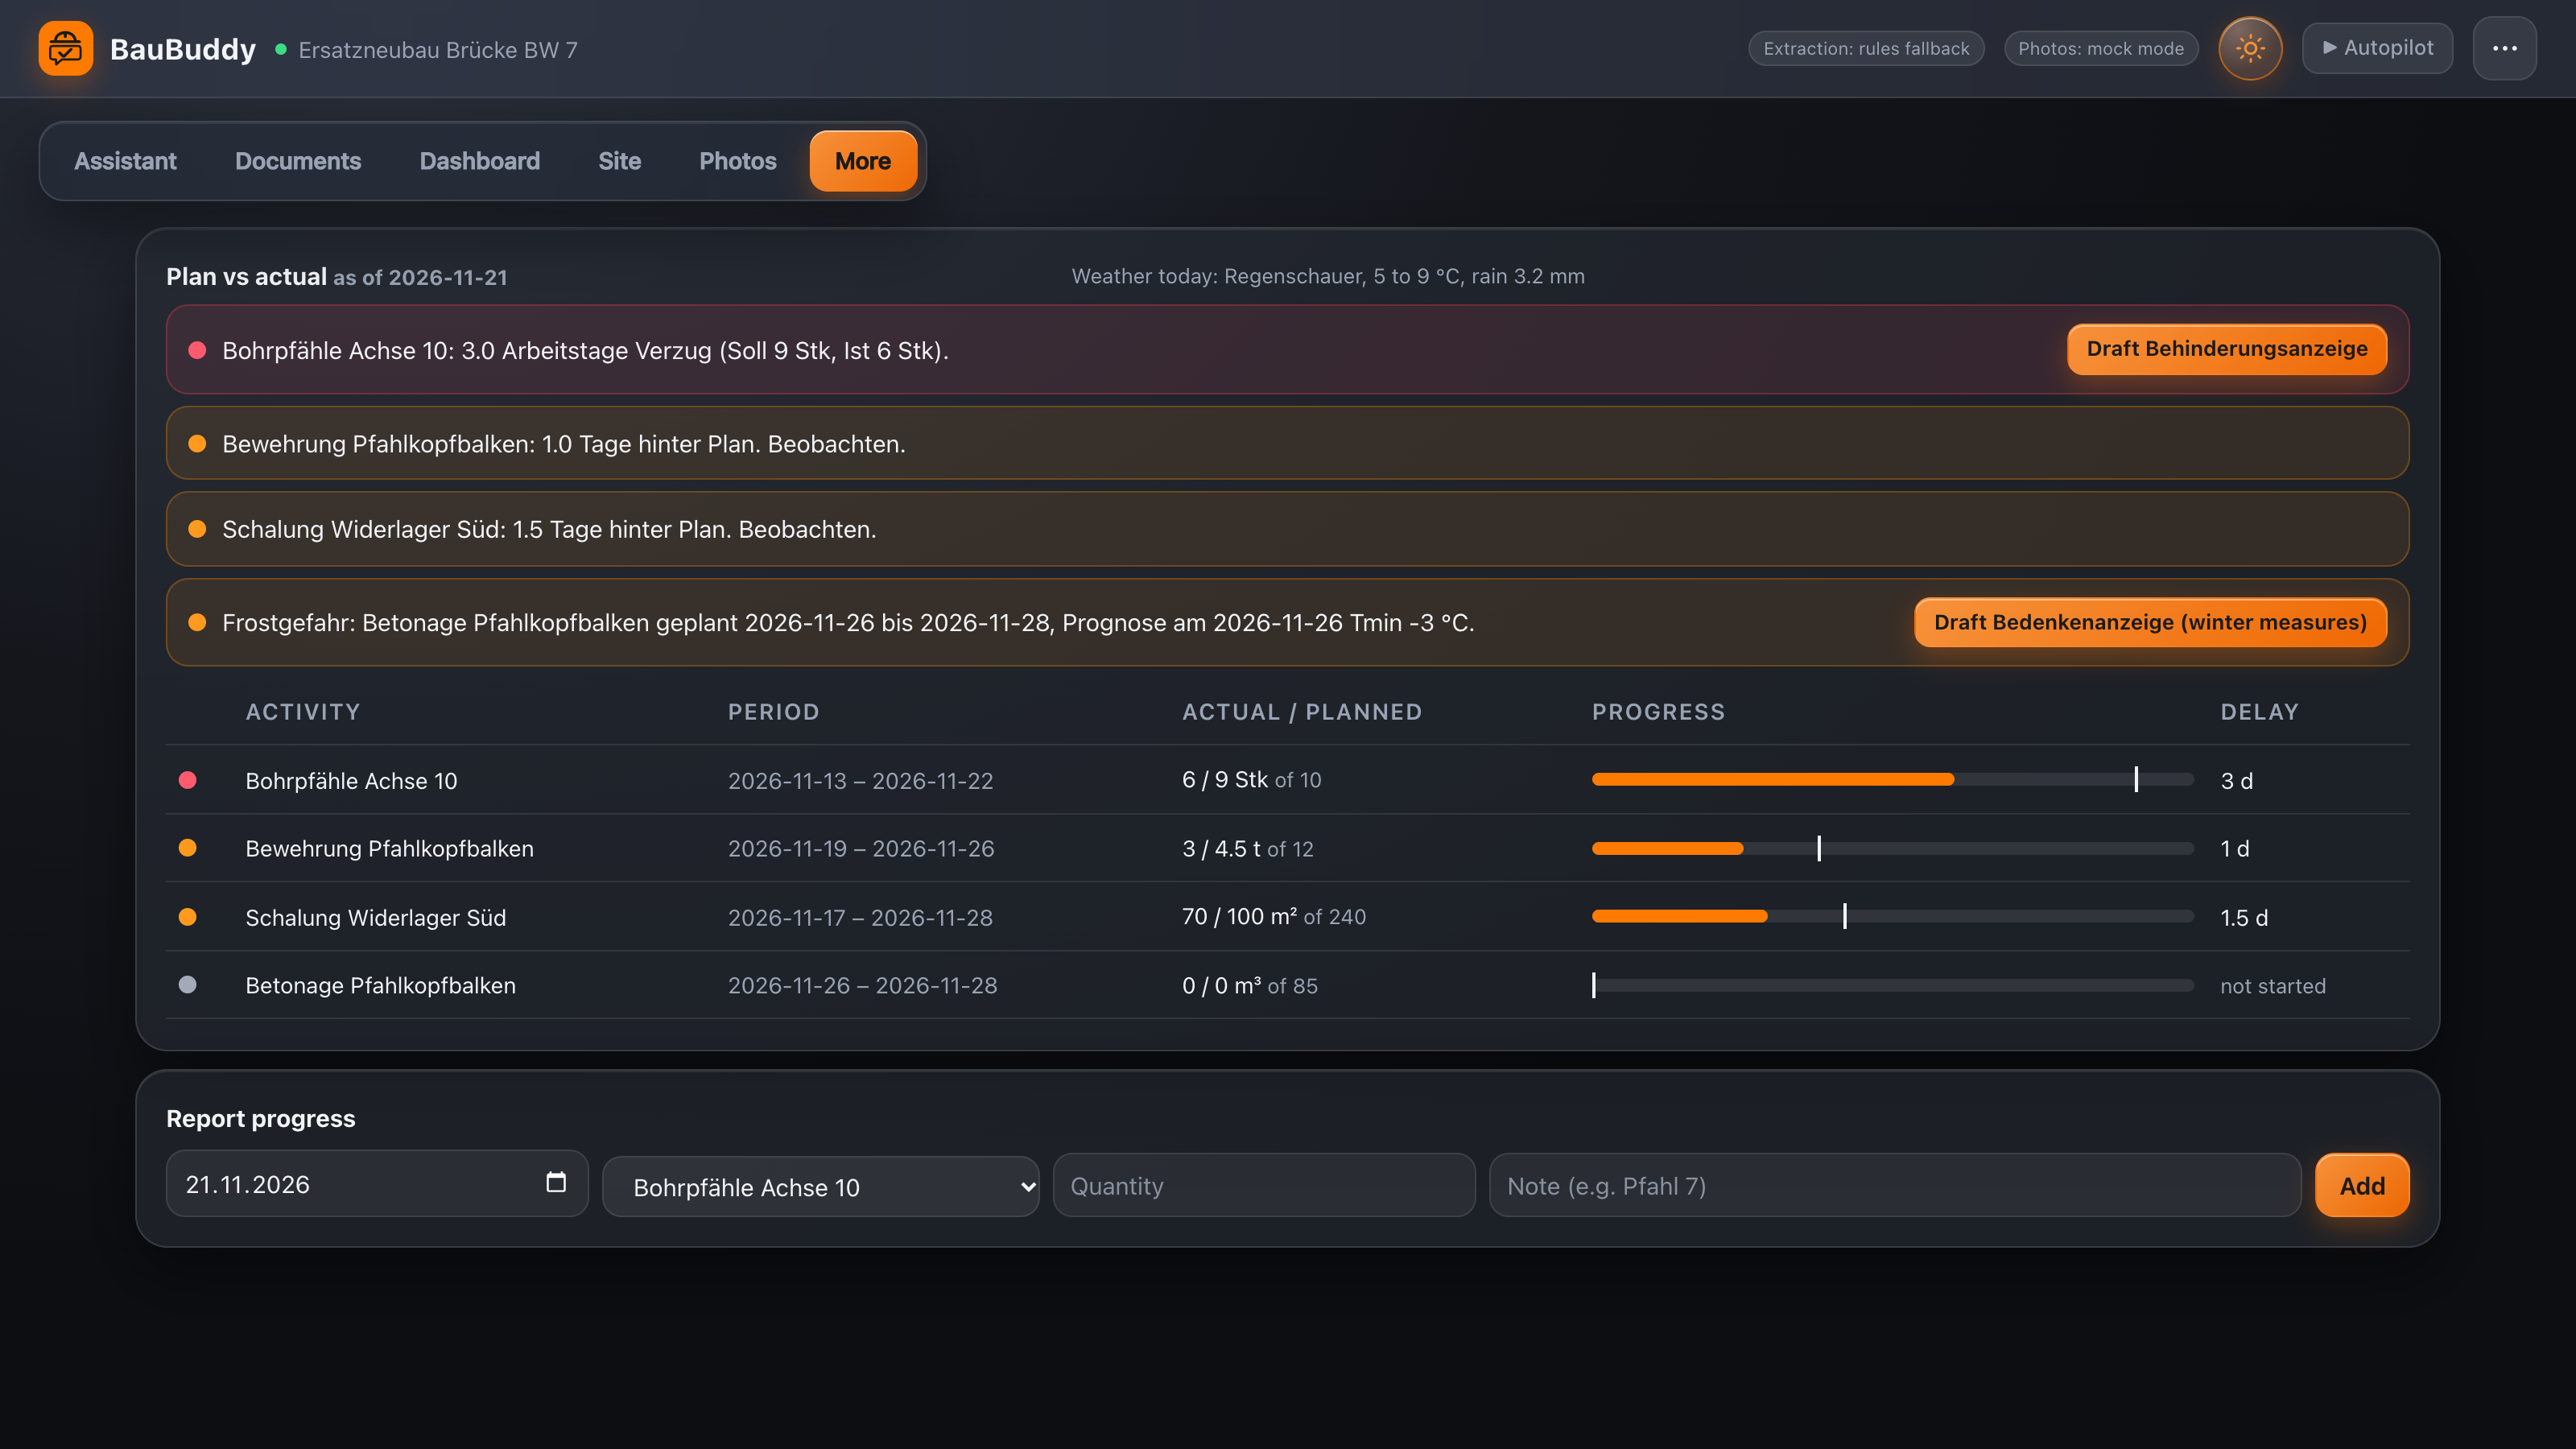 BauBuddy Ersatzneubau Brücke BW 7 Extraction: rules fallback Photos: mock mode Autopilot
Assistant Documents Dashboard Site Photos More
Plan vs actual as of 2026-11-21 Weather today: Regenschauer, 5 to 9 °C, rain 3.2 mm
Bohrpfähle Achse 10: 3.0 Arbeitstage Verzug (Soll 9 Stk, Ist 6 Stk). Draft Behinderungsanzeige
Bewehrung Pfahlkopfbalken: 1.0 Tage hinter Plan. Beobachten.
Schalung Widerlager Süd: 1.5 Tage hinter Plan. Beobachten.
Frostgefahr: Betonage Pfahlkopfbalken geplant 2026-11-26 bis 2026-11-28, Prognose am 2026-11-26 Tmin -3 °C. Draft Bedenkenanzeige (winter measures)
ACTIVITY PERIOD ACTUAL / PLANNED PROGRESS DELAY
Bohrpfähle Achse 10 2026-11-13 – 2026-11-22 6 / 9 Stk of 10 3 d
Bewehrung Pfahlkopfbalken 2026-11-19 – 2026-11-26 3 / 4.5 t of 12 1 d
Schalung Widerlager Süd 2026-11-17 – 2026-11-28 70 / 100 m² of 240 1.5 d
Betonage Pfahlkopfbalken 2026-11-26 – 2026-11-28 0 / 0 m³ of 85 not started
Report progress
21.11.2026 Bohrpfähle Achse 10 Quantity Note (e.g. Pfahl 7) Add